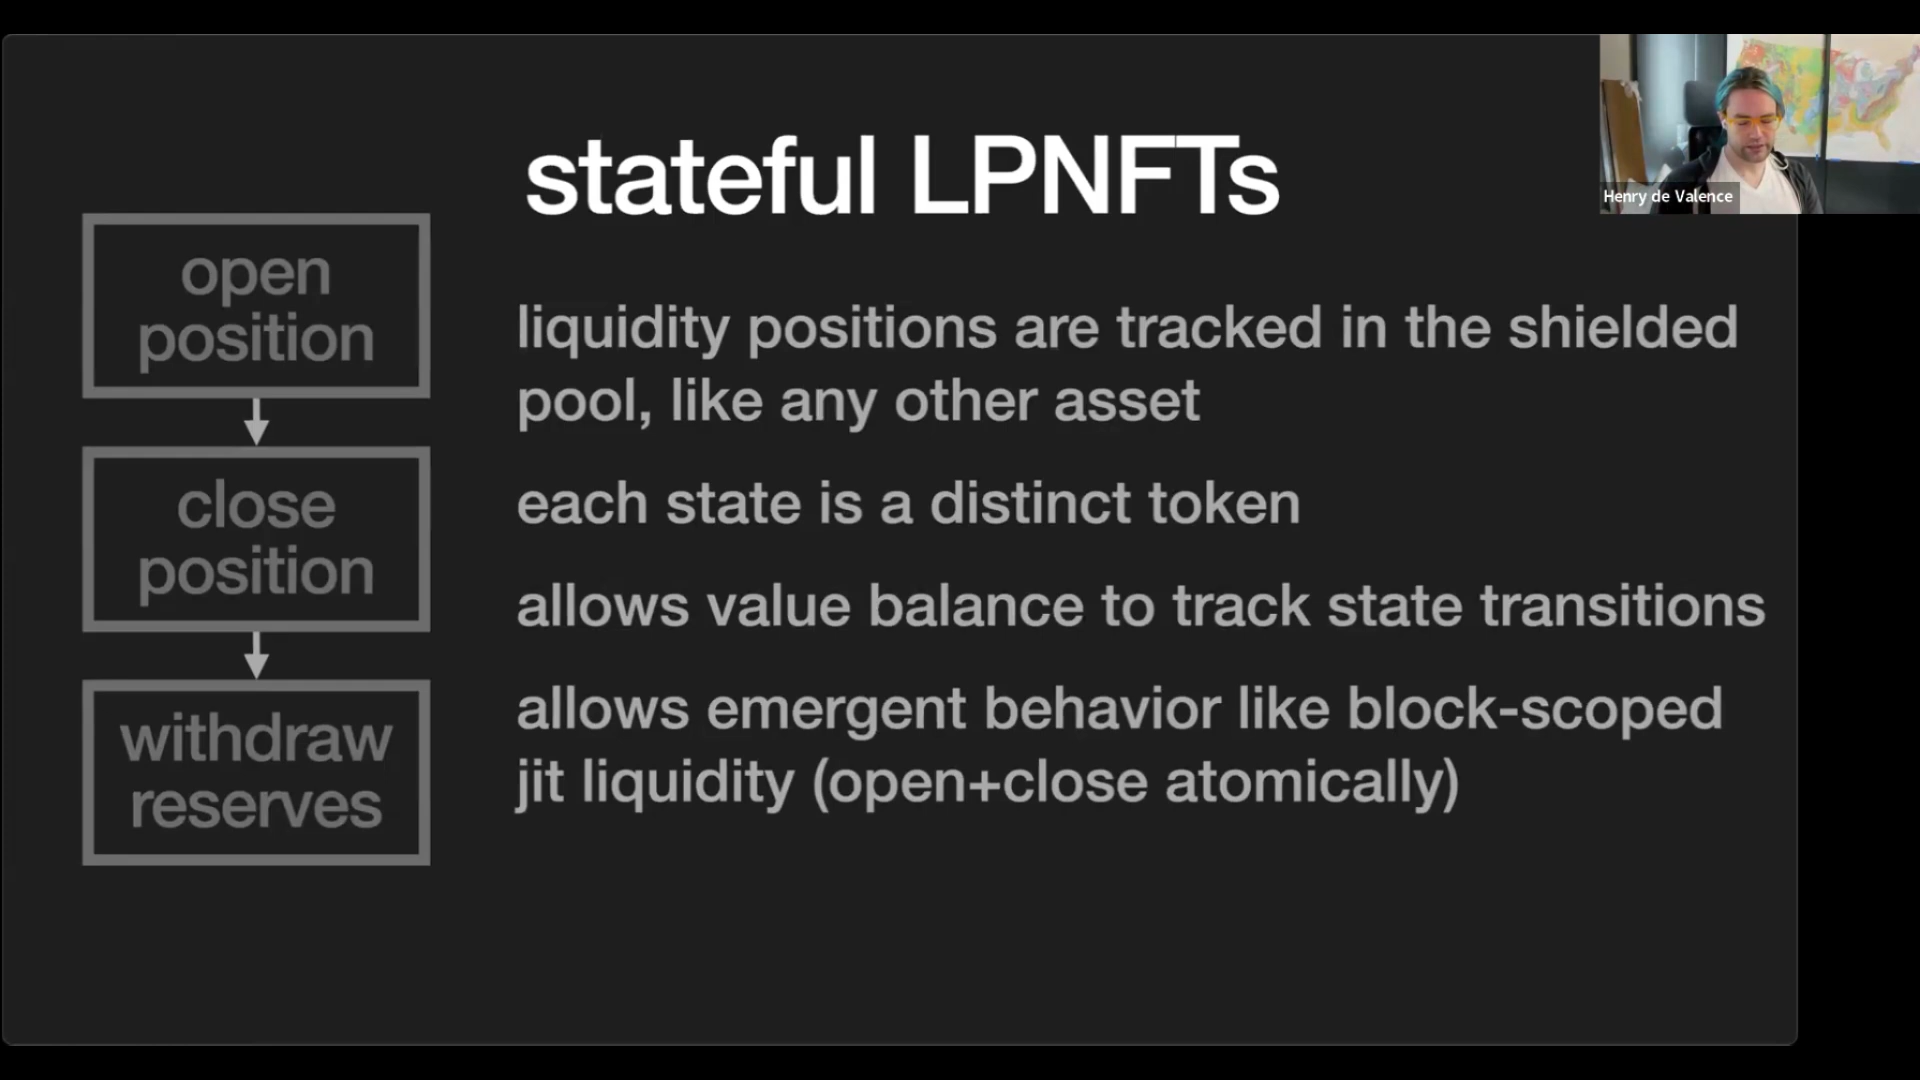 stateful LPNFTs
Henry de Valence
open
position
close
position
withdraw
reserves
liquidity positions are tracked in the shielded
pool, like any other asset
each state is a distinct token
allows value balance to track state transitions
allows emergent behavior like block-scoped
jit liquidity (open+close atomically)